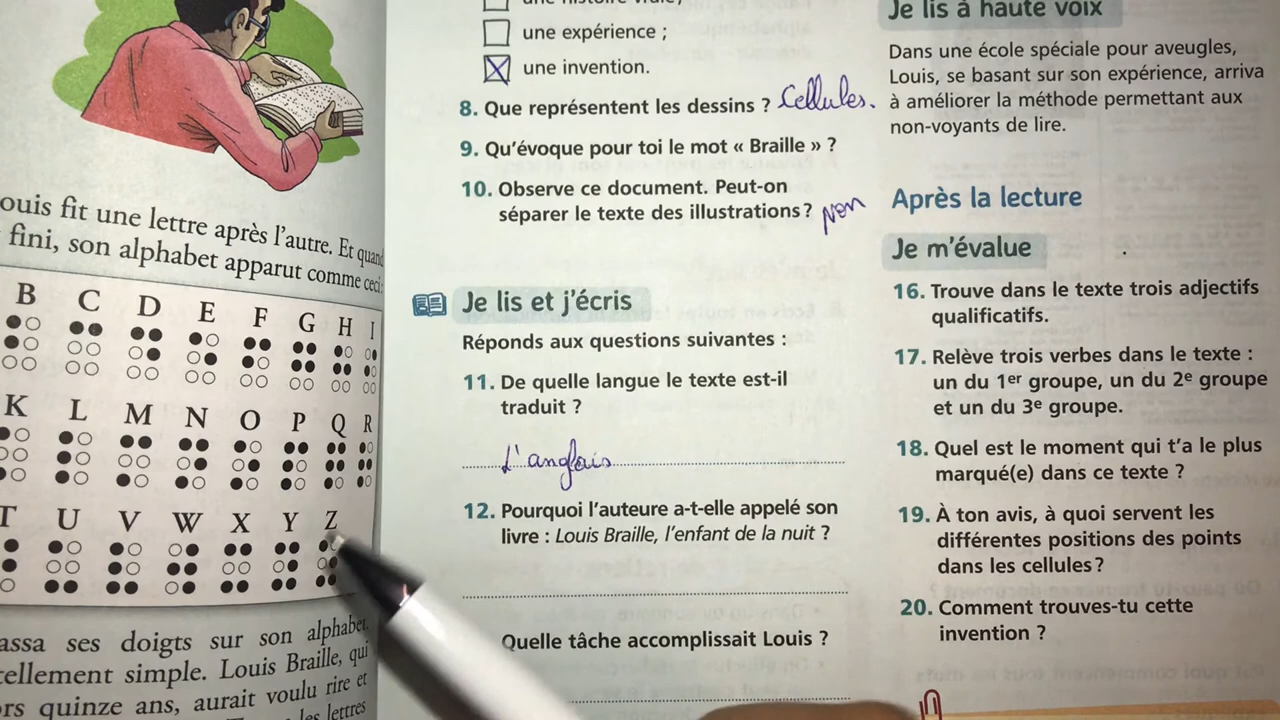 ouis fit une lettre après l'autre. Et quand
fini, son alphabet apparut comme ceci:
B C D E F G H I
K L M N O P Q R
T U V W X Y Z
assa ses doigts sur son alphabet.
ellement simple. Louis Braille, qui
ors quinze ans, aurait voulu rire et
les lettres
une histoire vraie;
une expérience ;
une invention.
8. Que représentent les dessins ? Cellules.
9. Qu'évoque pour toi le mot « Braille » ?
10. Observe ce document. Peut-on
séparer le texte des illustrations? Non
Je lis et j'écris
Réponds aux questions suivantes :
11. De quelle langue le texte est-il
traduit ?
L'anglais
12. Pourquoi l'auteure a-t-elle appelé son
livre : Louis Braille, l'enfant de la nuit ?
Quelle tâche accomplissait Louis ?
Je lis à haute voix
Dans une école spéciale pour aveugles,
Louis, se basant sur son expérience, arriva
à améliorer la méthode permettant aux
non-voyants de lire.
Après la lecture
Je m'évalue
16. Trouve dans le texte trois adjectifs
qualificatifs.
17. Relève trois verbes dans le texte :
un du 1er groupe, un du 2e groupe
et un du 3e groupe.
18. Quel est le moment qui t'a le plus
marqué(e) dans ce texte ?
19. À ton avis, à quoi servent les
différentes positions des points
dans les cellules?
20. Comment trouves-tu cette
invention ?